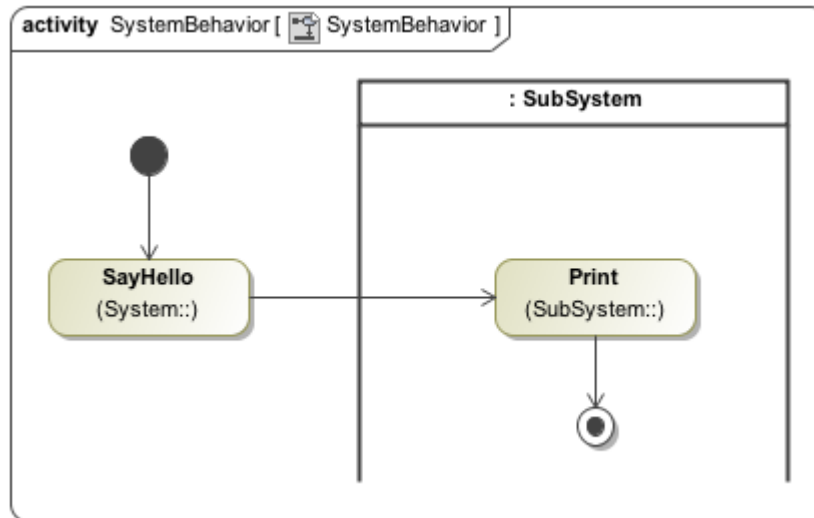 activity SystemBehavior [ SystemBehavior ]
: SubSystem
SayHello
(System::)
Print
(SubSystem::)